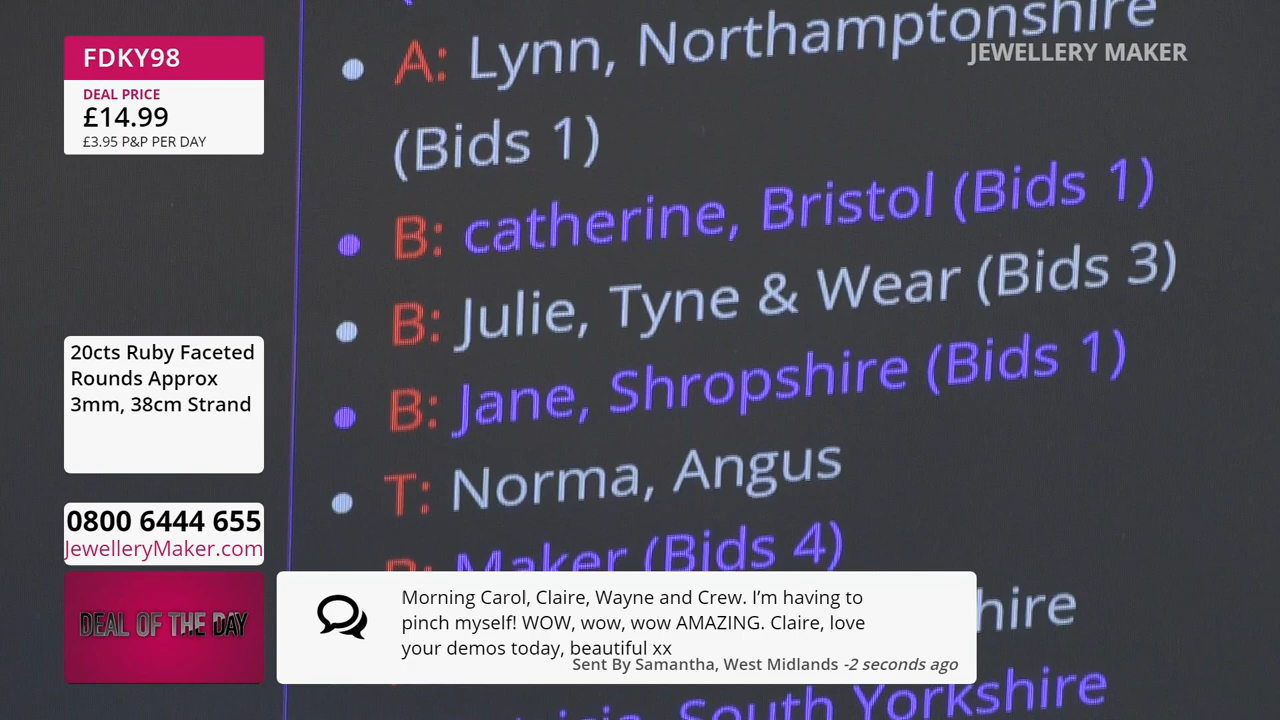 FDKY98
DEAL PRICE
£14.99
£3.95 P&P PER DAY
JEWELLERY MAKER
A: Lynn, Northamptonshire
(Bids 1)
B: catherine, Bristol (Bids 1)
B: Julie, Tyne & Wear (Bids 3)
B: Jane, Shropshire (Bids 1)
T: Norma, Angus
Maker (Bids 4)
South Yorkshire
20cts Ruby Faceted
Rounds Approx
3mm, 38cm Strand
0800 6444 655
JewelleryMaker.com
DEAL OF THE DAY
Morning Carol, Claire, Wayne and Crew. I'm having to
pinch myself! WOW, wow, wow AMAZING. Claire, love
your demos today, beautiful xx
Sent By Samantha, West Midlands -2 seconds ago